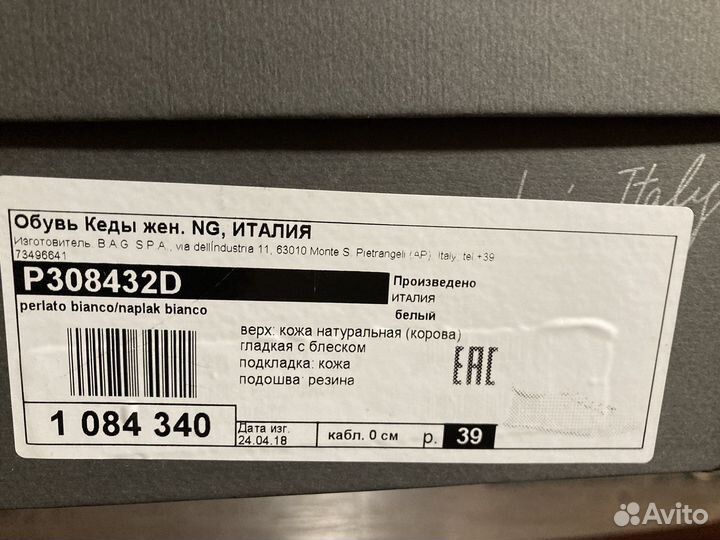 Italy
Обувь Кеды жен. NG, ИТАЛИЯ
Изготовитель. B.A.G. S.P.A., via dell'Industria 11, 63010 Monte S. Pietrangeli (AP), Italy, tel +39
73496641
P308432D
Произведено
ИТАЛИЯ
perlato bianco/naplak bianco
белый
верх: кожа натуральная (корова)
гладкая с блеском
подкладка: кожа
подошва: резина
EAC
1 084 340
Дата изг.
24.04.18
кабл. 0 см
р. 39
Avito